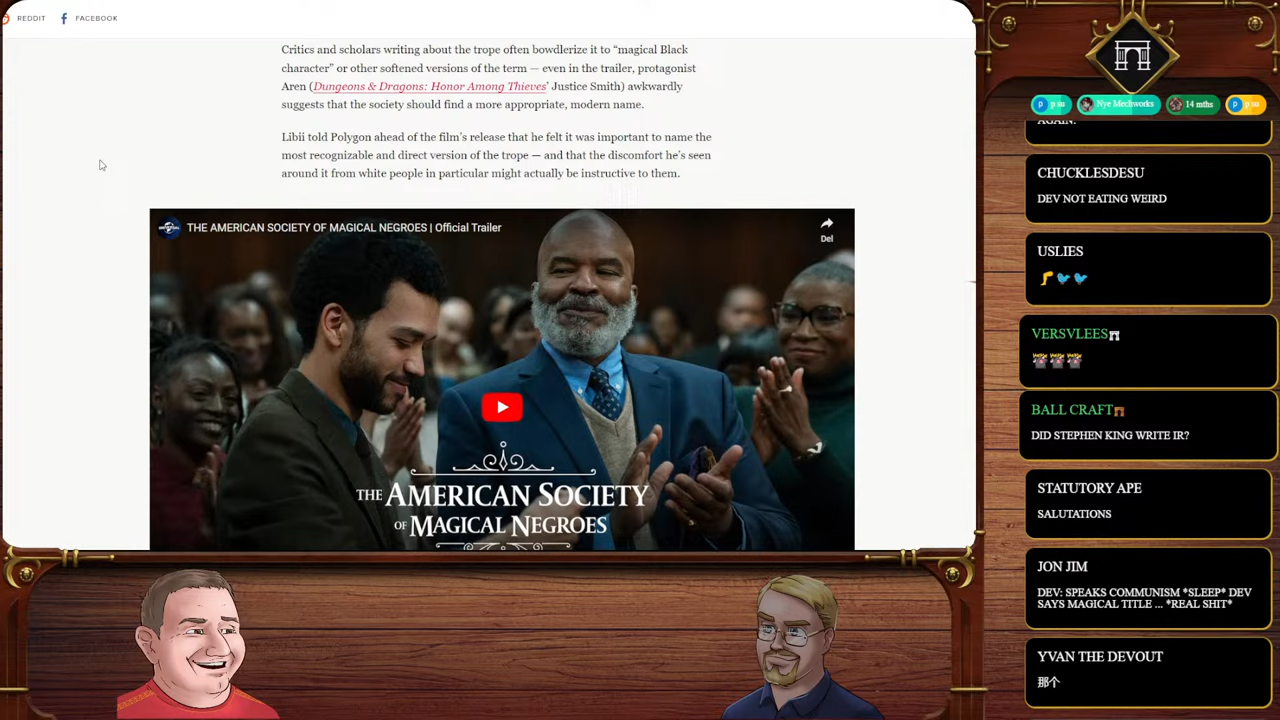 REDDIT
FACEBOOK
Critics and scholars writing about the trope often bowdlerize it to “magical Black
character” or other softened versions of the term — even in the trailer, protagonist
Aren (Dungeons & Dragons: Honor Among Thieves’ Justice Smith) awkwardly
suggests that the society should find a more appropriate, modern name.
Libii told Polygon ahead of the film’s release that he felt it was important to name the
most recognizable and direct version of the trope — and that the discomfort he’s seen
around it from white people in particular might actually be instructive to them.
UNIVERSAL
THE AMERICAN SOCIETY OF MAGICAL NEGROES | Official Trailer
Del
THE AMERICAN SOCIETY
OF MAGICAL NEGROES
p su
Nye Mechworks
14 mths
p su
AGAIN.
CHUCKLESDESU
DEV NOT EATING WEIRD
USLIES
VERSVLEES
BALL CRAFT
DID STEPHEN KING WRITE IR?
STATUTORY APE
SALUTATIONS
JON JIM
DEV: SPEAKS COMMUNISM *SLEEP* DEV
SAYS MAGICAL TITLE ... *REAL SHIT*
YVAN THE DEVOUT
那个